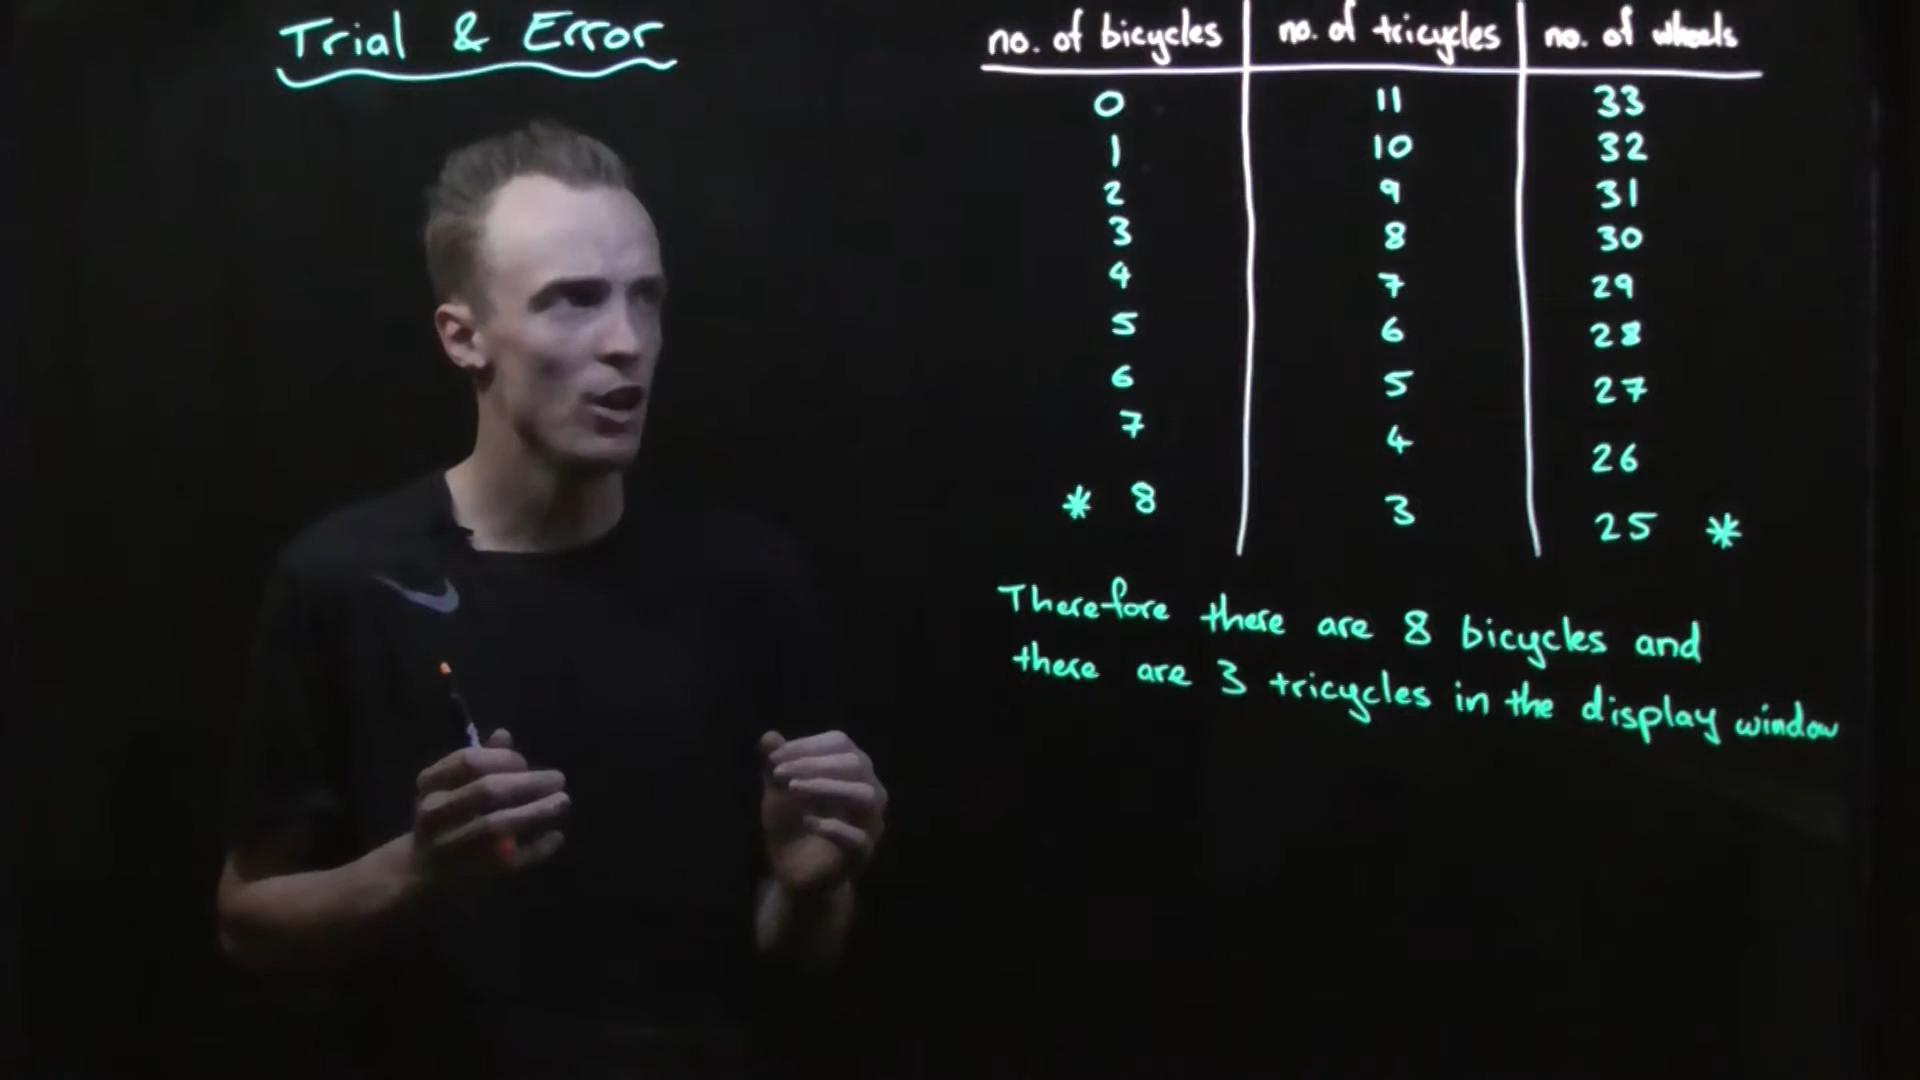 Trial & Error
no. of bicycles no. of tricycles no. of wheels
0 11 33
1 10 32
2 9 31
3 8 30
4 7 29
5 6 28
6 5 27
7 4 26
* 8 3 25 *
Therefore there are 8 bicycles and
there are 3 tricycles in the display window